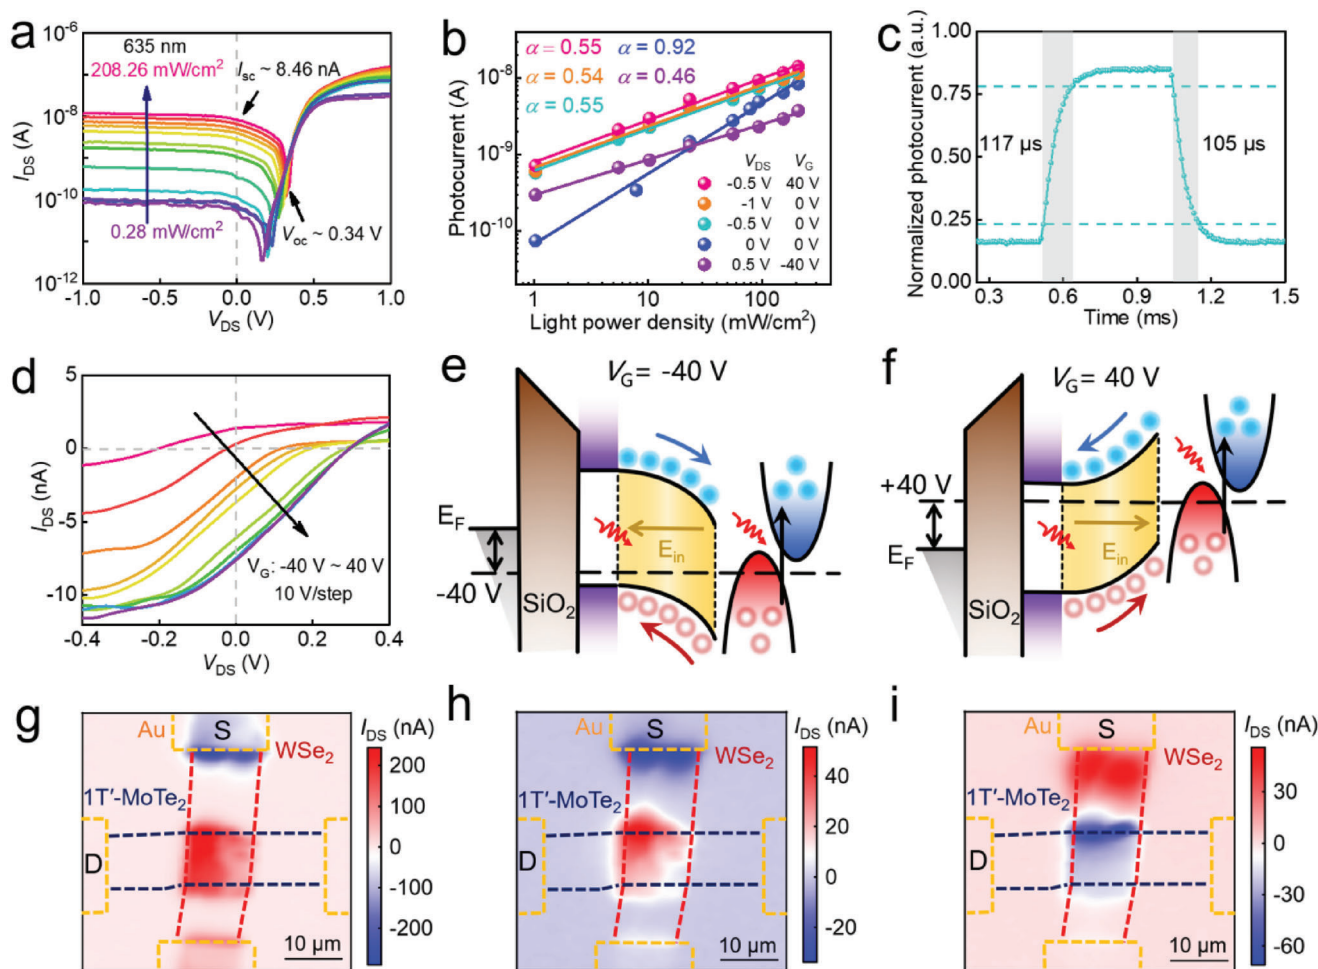 a
10⁻⁶
10⁻⁸
10⁻¹⁰
10⁻¹²
I_DS (A)
635 nm
208.26 mW/cm²
I_sc ~ 8.46 nA
0.28 mW/cm²
V_oc ~ 0.34 V
-1.0 -0.5 0.0 0.5 1.0
V_DS (V)
b
α = 0.55 α = 0.92
α = 0.54 α = 0.46
α = 0.55
10⁻⁸
10⁻⁹
10⁻¹⁰
Photocurrent (A)
V_DS V_G
-0.5 V 40 V
-1 V 0 V
-0.5 V 0 V
0 V 0 V
0.5 V -40 V
1 10 100
Light power density (mW/cm²)
c
1.00
0.75
0.50
0.25
0.00
Normalized photocurrent (a.u.)
117 µs
105 µs
0.3 0.6 0.9 1.2 1.5
Time (ms)
d
5
0
-5
-10
I_DS (nA)
V_G: -40 V ~ 40 V
10 V/step
-0.4 -0.2 0.0 0.2 0.4
V_DS (V)
e
V_G = -40 V
E_F
-40 V
SiO₂
E_in
f
V_G = 40 V
+40 V
E_F
SiO₂
E_in
g
Au
S
WSe₂
1T′-MoTe₂
D
10 µm
I_DS (nA)
200
100
0
-100
-200
h
Au
S
WSe₂
1T′-MoTe₂
D
10 µm
I_DS (nA)
40
20
0
-20
i
Au
S
WSe₂
1T′-MoTe₂
D
10 µm
I_DS (nA)
30
0
-30
-60